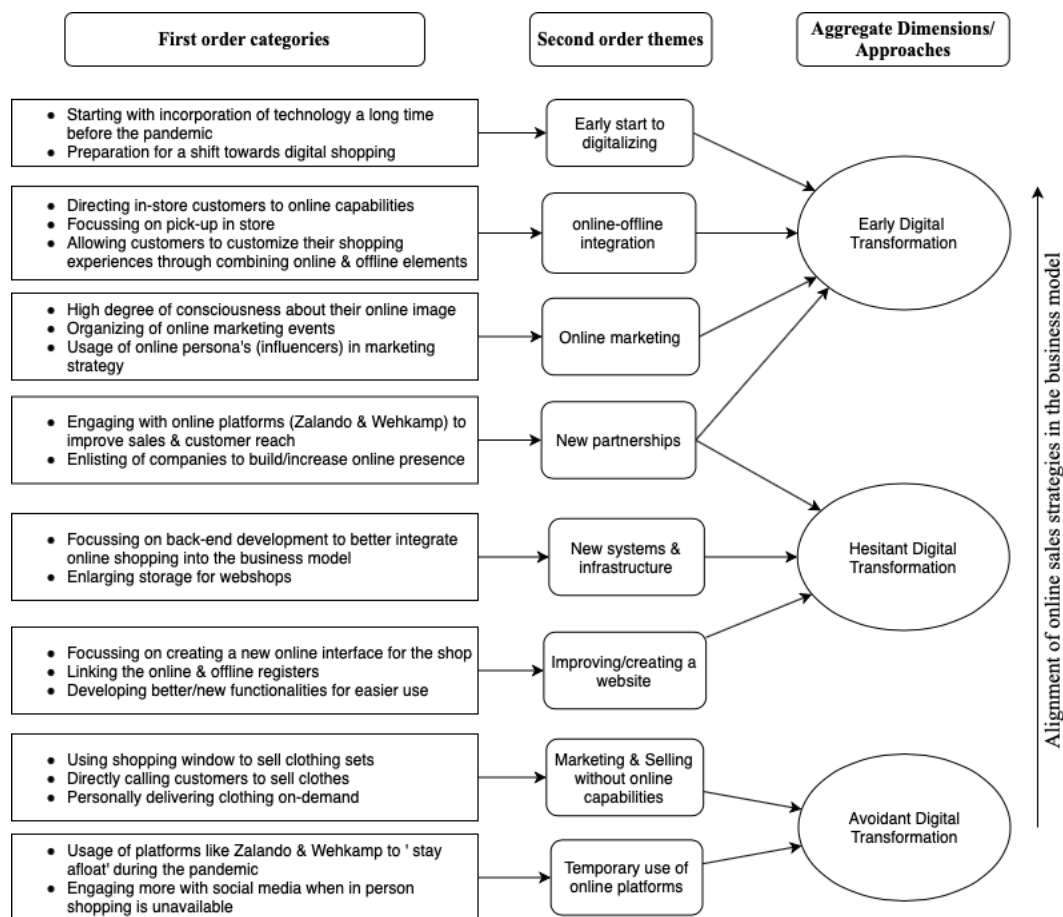 First order categories
Second order themes
Aggregate Dimensions/
Approaches
Starting with incorporation of technology a long time
before the pandemic
Preparation for a shift towards digital shopping
Early start to
digitalizing
Directing in-store customers to online capabilities
Focussing on pick-up in store
Allowing customers to customize their shopping
experiences through combining online & offline elements
online-offline
integration
Early Digital
Transformation
High degree of consciousness about their online image
Organizing of online marketing events
Usage of online persona's (influencers) in marketing
strategy
Online marketing
Engaging with online platforms (Zalando & Wehkamp) to
improve sales & customer reach
Enlisting of companies to build/increase online presence
New partnerships
Focussing on back-end development to better integrate
online shopping into the business model
Enlarging storage for webshops
New systems &
infrastructure
Hesitant Digital
Transformation
Focussing on creating a new online interface for the shop
Linking the online & offline registers
Developing better/new functionalities for easier use
Improving/creating a
website
Using shopping window to sell clothing sets
Directly calling customers to sell clothes
Personally delivering clothing on-demand
Marketing & Selling
without online
capabilities
Avoidant Digital
Transformation
Usage of platforms like Zalando & Wehkamp to ' stay
afloat' during the pandemic
Engaging more with social media when in person
shopping is unavailable
Temporary use of
online platforms
Alignment of online sales strategies in the business model